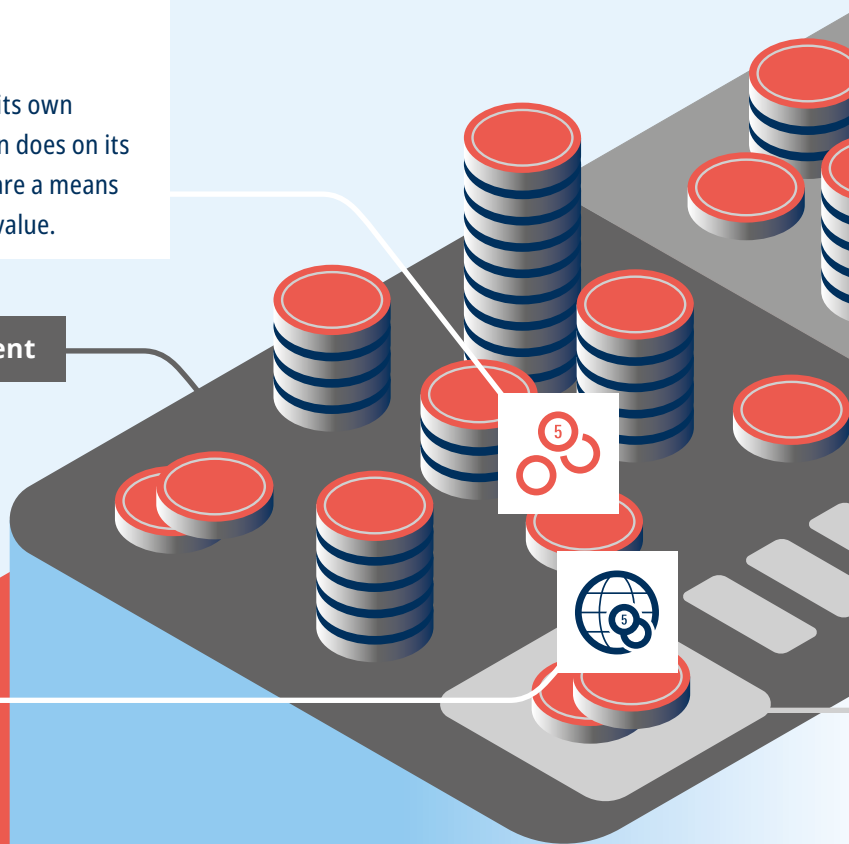 its own
does on its
are a means
value.
ent
5
5